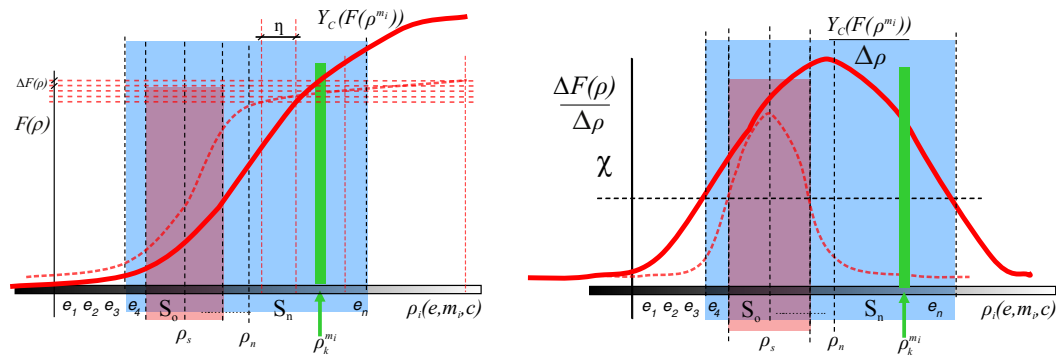 η
Y_C(F(ρ^{m_i}))
ΔF(ρ)
F(ρ)
e_1 e_2 e_3 e_4 S_o ............ S_n e_n ρ_i(e,m_i,c)
ρ_s ρ_n ρ_k^{m_i}
Y_C(F(ρ^{m_i}))
Δρ
ΔF(ρ)
Δρ
χ
e_1 e_2 e_3 e_4 S_o ............ S_n e_n ρ_i(e,m_i,c)
ρ_s ρ_n ρ_k^{m_i}